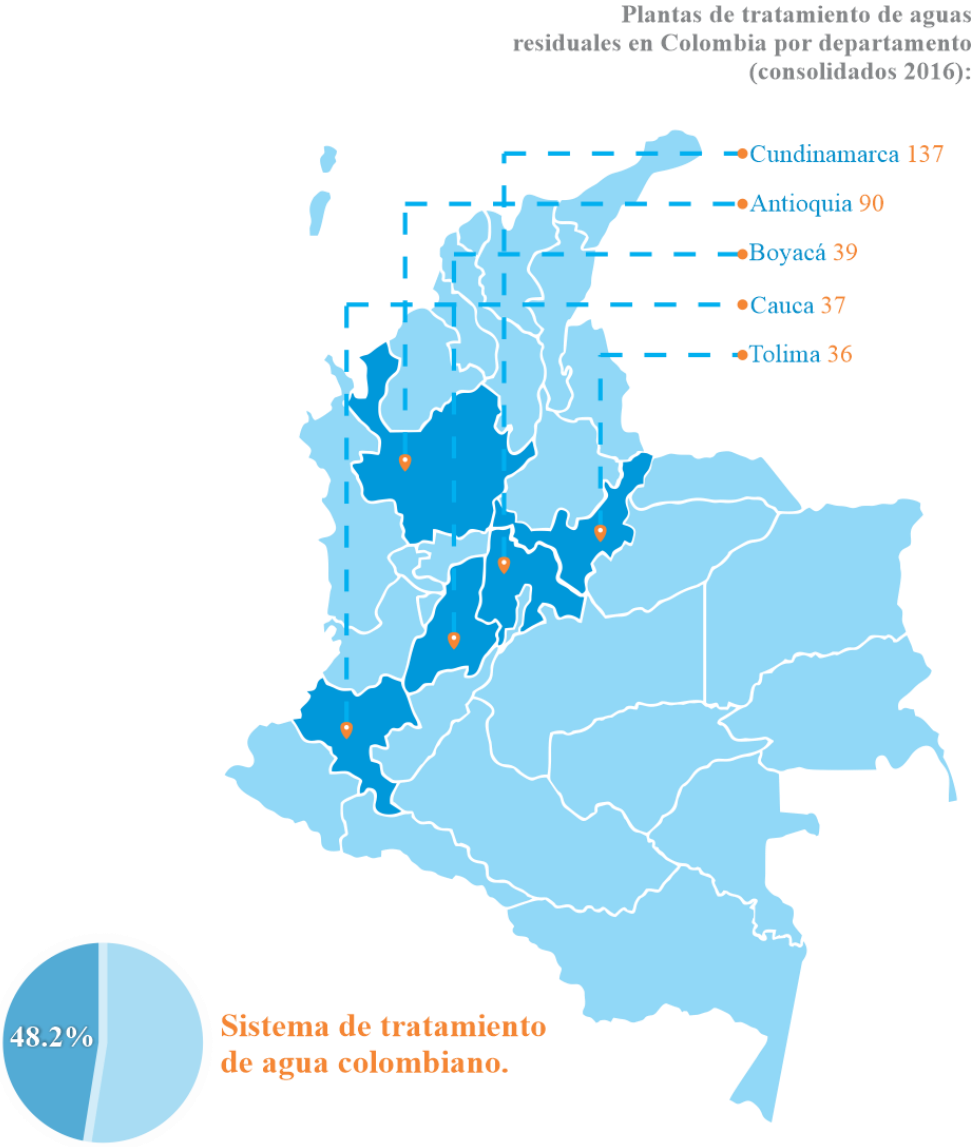 Plantas de tratamiento de aguas
residuales en Colombia por departamento
(consolidados 2016):
Cundinamarca 137
Antioquia 90
Boyacá 39
Cauca 37
Tolima 36
48.2%
Sistema de tratamiento
de agua colombiano.